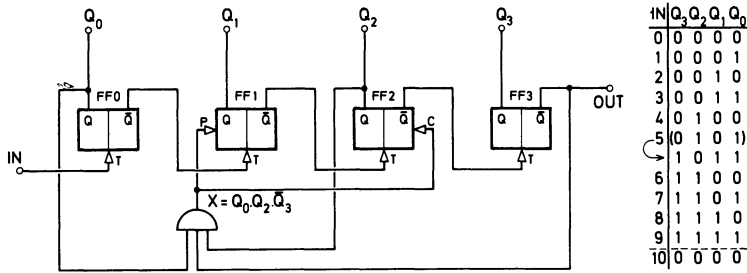 Q₀ Q₁ Q₂ Q₃
FF0 FF1 FF2 FF3
Q Q̅ P Q Q̅ Q Q̅ C Q Q̅
OUT
IN T T T T
X = Q₀.Q₂.Q̅₃
IN Q₃ Q₂ Q₁ Q₀
0 0 0 0 0
1 0 0 0 1
2 0 0 1 0
3 0 0 1 1
4 0 1 0 0
5 (0 1 0 1)
1 0 1 1
6 1 1 0 0
7 1 1 0 1
8 1 1 1 0
9 1 1 1 1
10 0 0 0 0